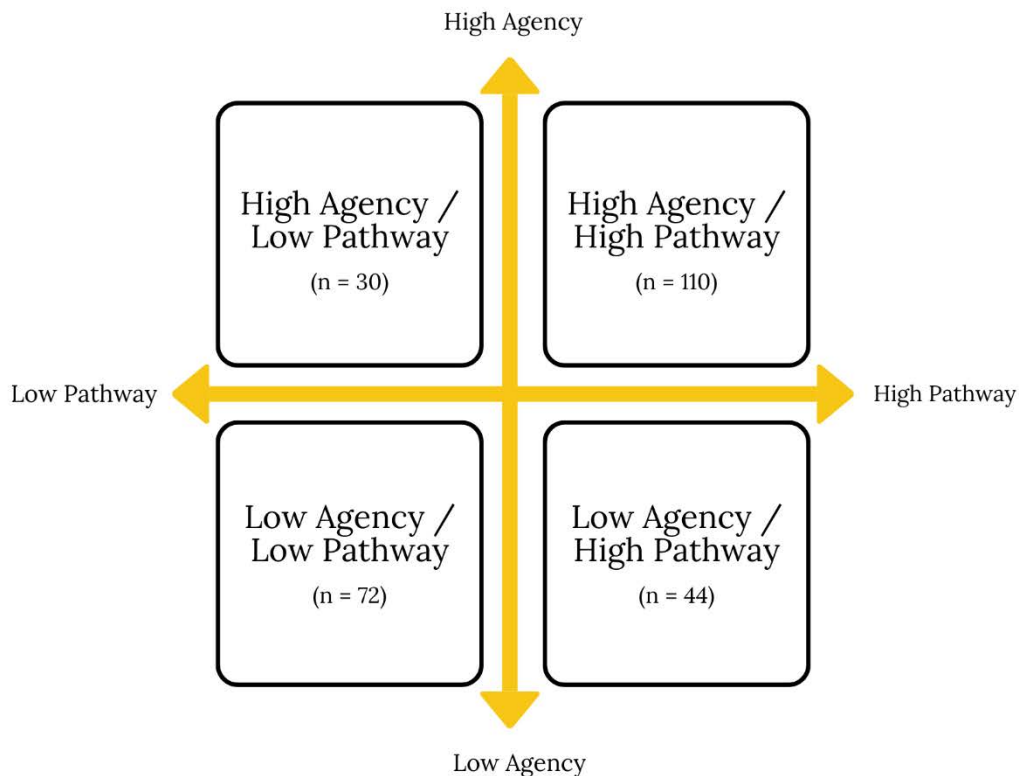 High Agency
High Agency /
Low Pathway
(n = 30)
High Agency /
High Pathway
(n = 110)
Low Pathway
High Pathway
Low Agency /
Low Pathway
(n = 72)
Low Agency /
High Pathway
(n = 44)
Low Agency